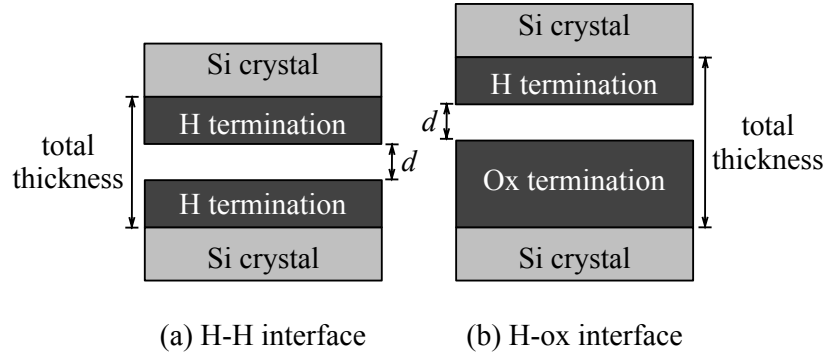 Si crystal
H termination
total
thickness
d
H termination
Si crystal
(a) H-H interface
Si crystal
H termination
d
total
thickness
Ox termination
Si crystal
(b) H-ox interface